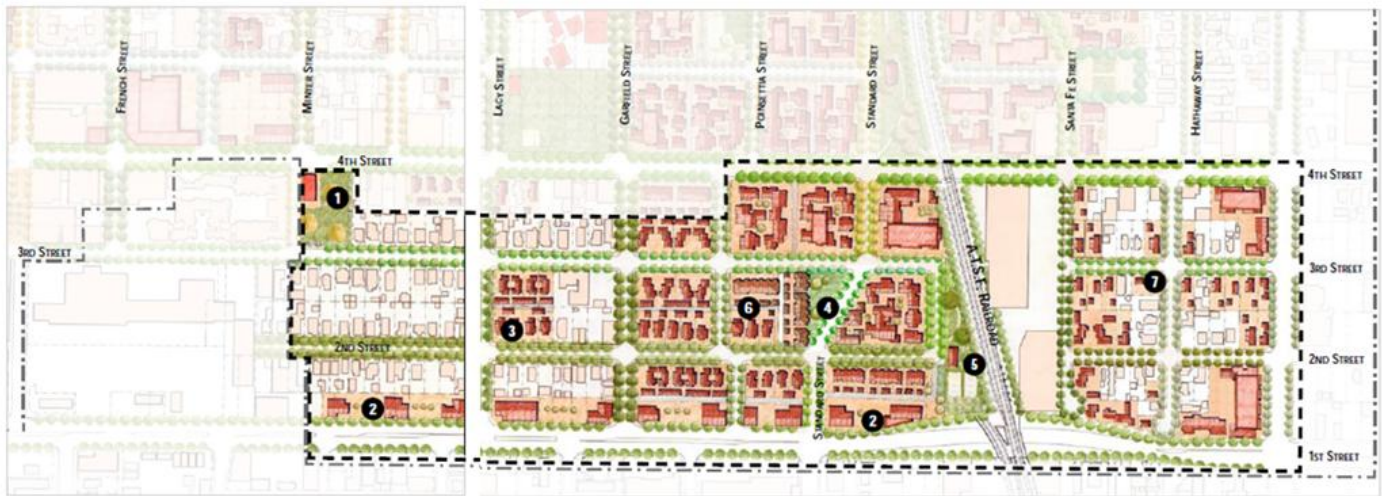 FRENCH STREET
MINTER STREET
LACY STREET
GARFIELD STREET
POINSETTIA STREET
STANDARD STREET
SANTA FE STREET
HATHAWAY STREET
4TH STREET
4TH STREET
1
3RD STREET
3RD STREET
A.T.S.F. RAILROAD
7
3
6
4
2ND STREET
2ND STREET
5
STANDARD STREET
2
2
1ST STREET